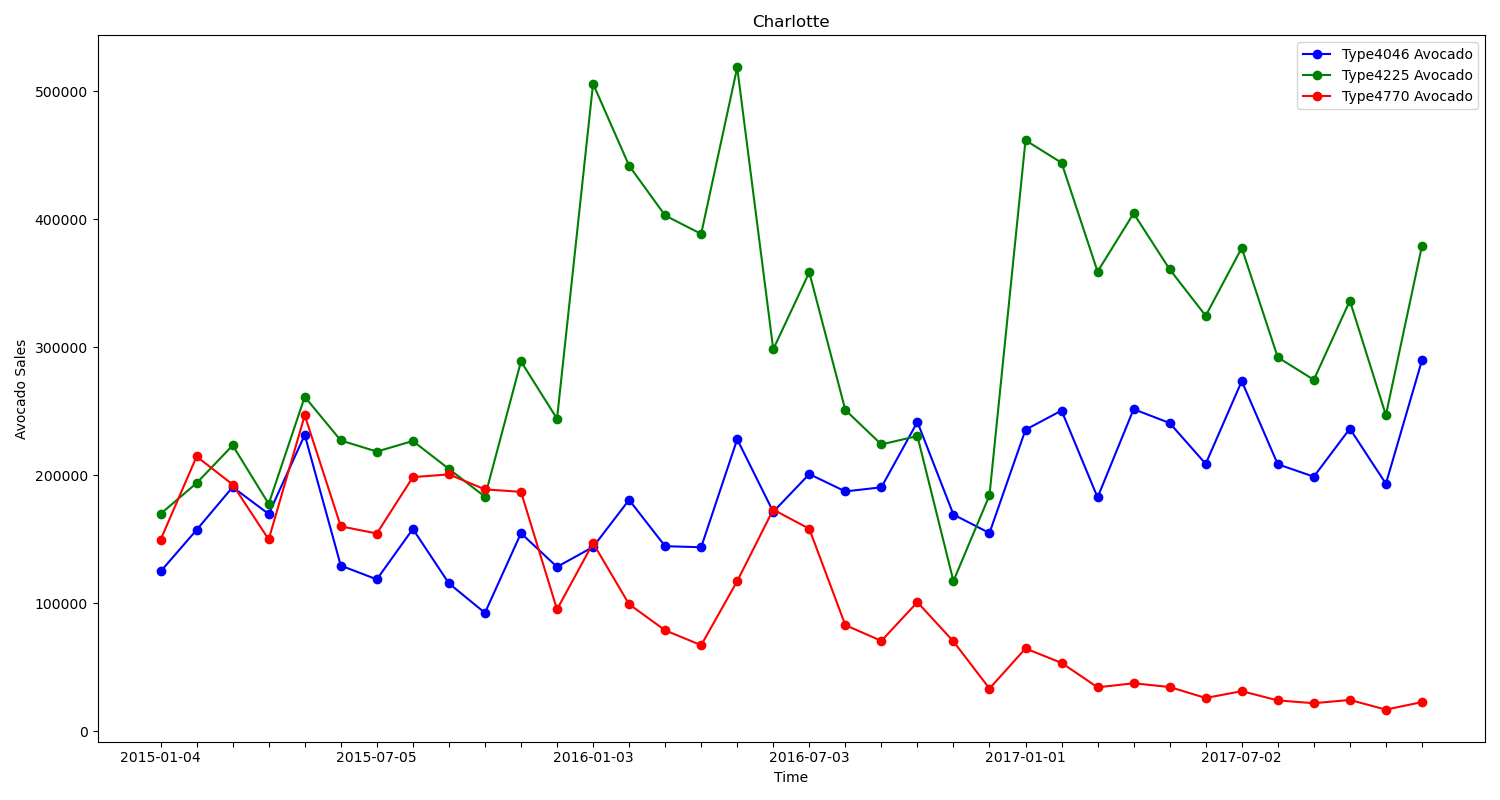 Charlotte
Type4046 Avocado
Type4225 Avocado
Type4770 Avocado
Avocado Sales
500000
400000
300000
200000
100000
0
2015-01-04 2015-07-05 2016-01-03 2016-07-03 2017-01-01 2017-07-02
Time